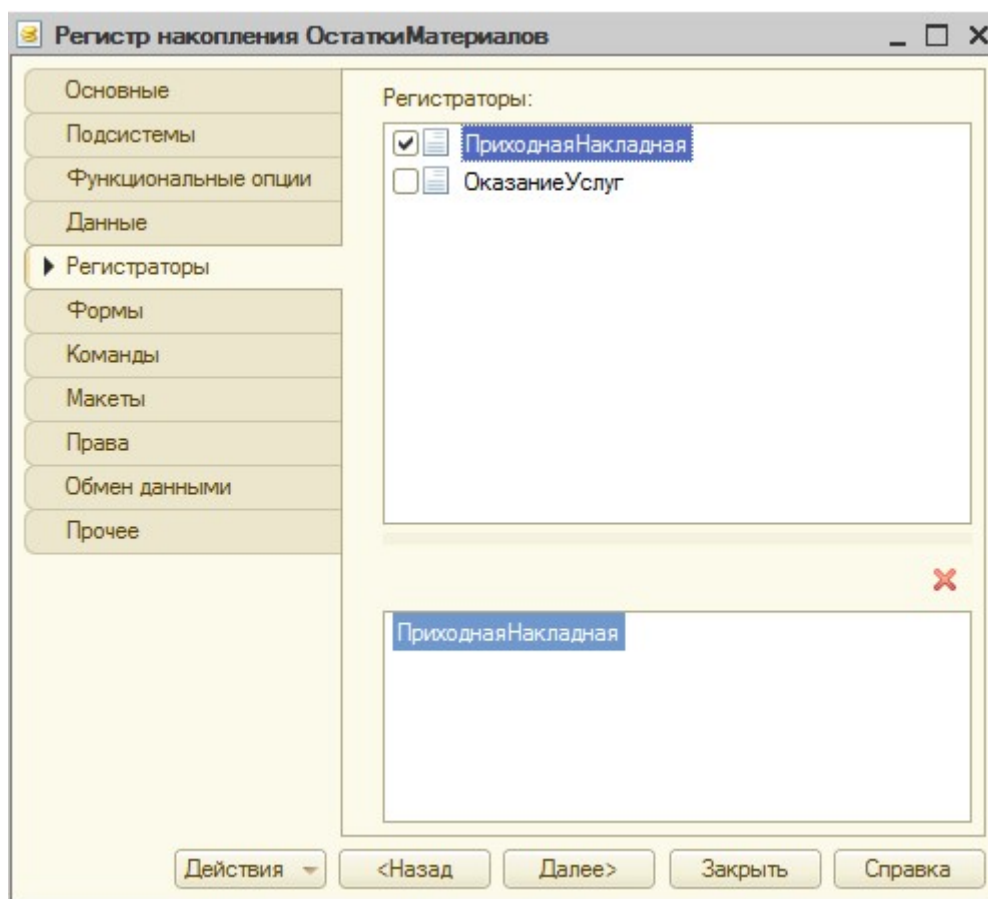 Регистр накопления ОстаткиМатериалов
Основные
Подсистемы
Функциональные опции
Данные
Регистраторы
Формы
Команды
Макеты
Права
Обмен данными
Прочее
Регистраторы:
ПриходнаяНакладная
ОказаниеУслуг
ПриходнаяНакладная
Действия
<Назад
Далее>
Закрыть
Справка